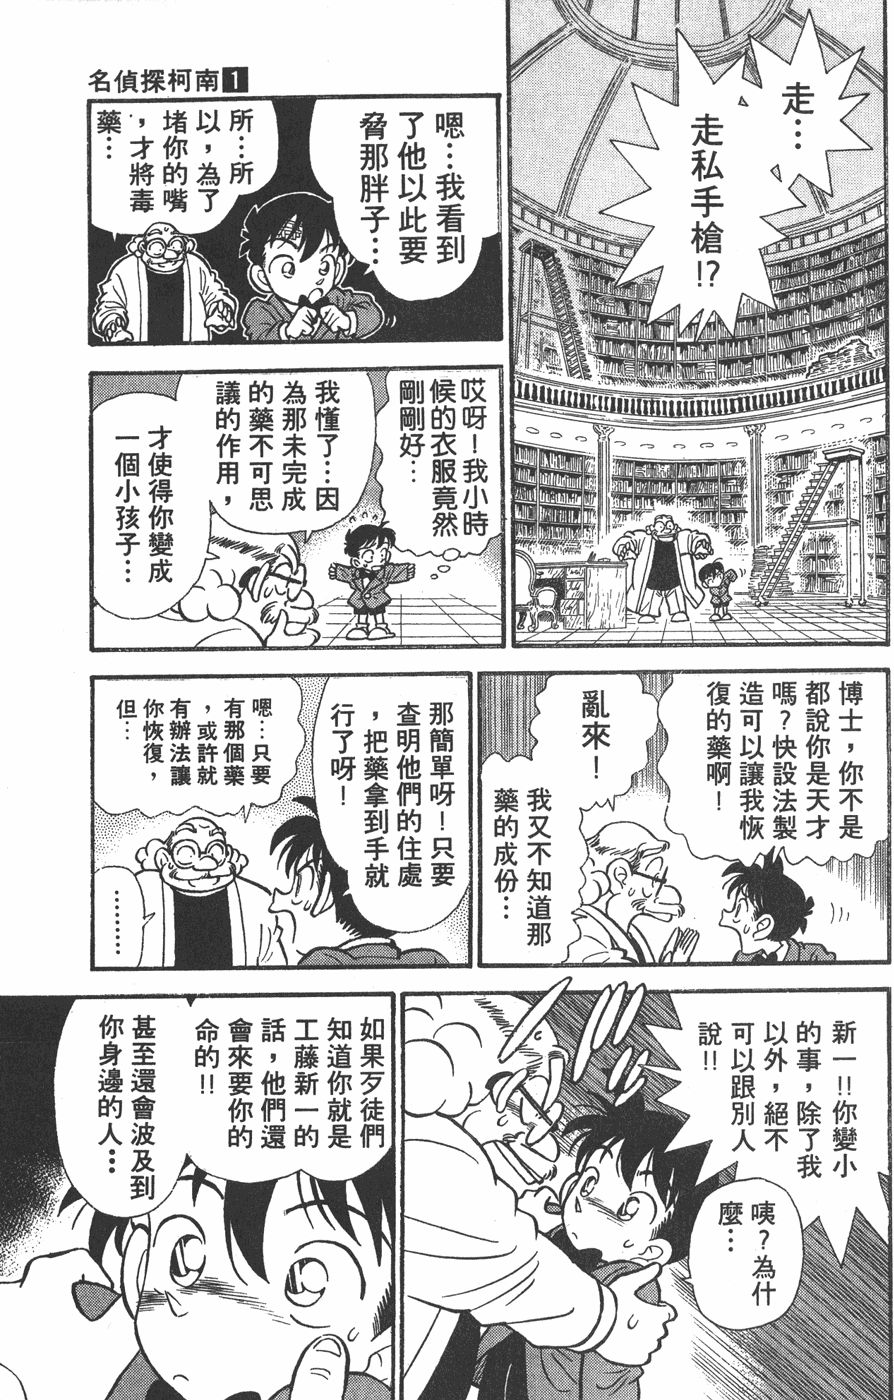 名偵探柯南1
走…
走私手槍!?
嗯…我看到
了他以此要
脅那胖子…
所…所
以，為了
堵你的嘴
，才將毒
藥…
哎呀！我小時
候的衣服竟然
剛剛好…
我懂了…因
為那未完成
的藥不可思
議的作用，
才使得你變成
一個小孩子…
博士，你不是
都說你是天才
嗎？快設法製
造可以讓我恢
復的藥啊！
亂來！
我又不知道那
藥的成份…
那簡單呀！只要
查明他們的住處
，把藥拿到手就
行了呀！
嗯…只要
有那個藥
，或許就
有辦法讓
你恢復，
但…
………
新一!!你變小
的事，除了我
以外，絕不
可以跟別人
說!!
咦？為什
麼…
如果歹徒們
知道你就是
工藤新一的
話，他們還
會來要你的
命的!!
甚至還會波及到
你身邊的人…